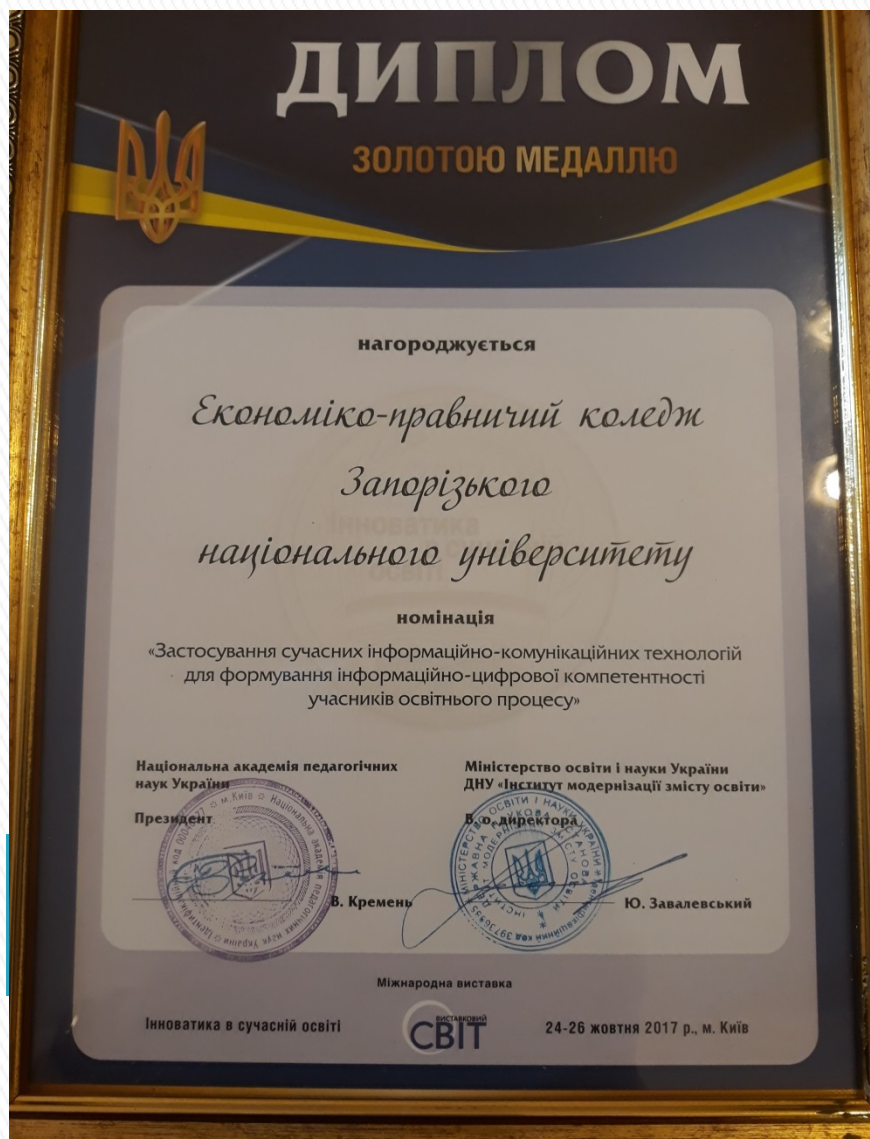 ДИПЛОМ
ЗОЛОТОЮ МЕДАЛЛЮ
нагороджується
Економіко-правничий коледж
Запорізького
національного університету
номінація
«Застосування сучасних інформаційно-комунікаційних технологій
для формування інформаційно-цифрової компетентності
учасників освітнього процесу»
Національна академія педагогічних
наук України
Президент
В. Кремень
Міністерство освіти і науки України
ДНУ «Інститут модернізації змісту освіти»
В. о. директора
Ю. Завалевський
Міжнародна виставка
Інноватика в сучасній освіті
ВИСТАВКОВИЙ
СВІТ
24-26 жовтня 2017 р., м. Київ